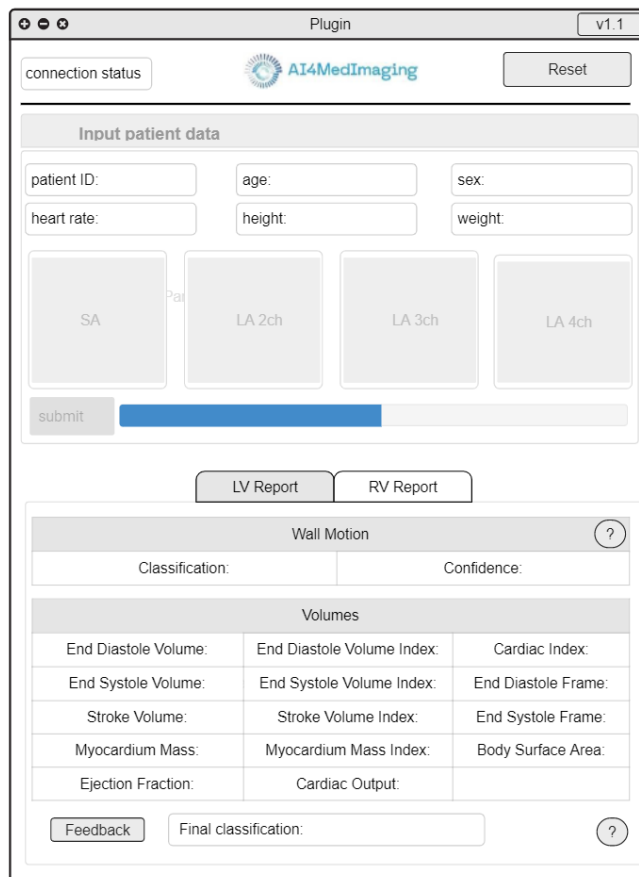 Plugin v1.1
connection status AI4MedImaging Reset
Input patient data
patient ID: age: sex:
heart rate: height: weight:
Par
SA LA 2ch LA 3ch LA 4ch
submit
LV Report RV Report
Wall Motion ?
Classification: Confidence:
Volumes
End Diastole Volume: End Diastole Volume Index: Cardiac Index:
End Systole Volume: End Systole Volume Index: End Diastole Frame:
Stroke Volume: Stroke Volume Index: End Systole Frame:
Myocardium Mass: Myocardium Mass Index: Body Surface Area:
Ejection Fraction: Cardiac Output:
Feedback Final classification: ?